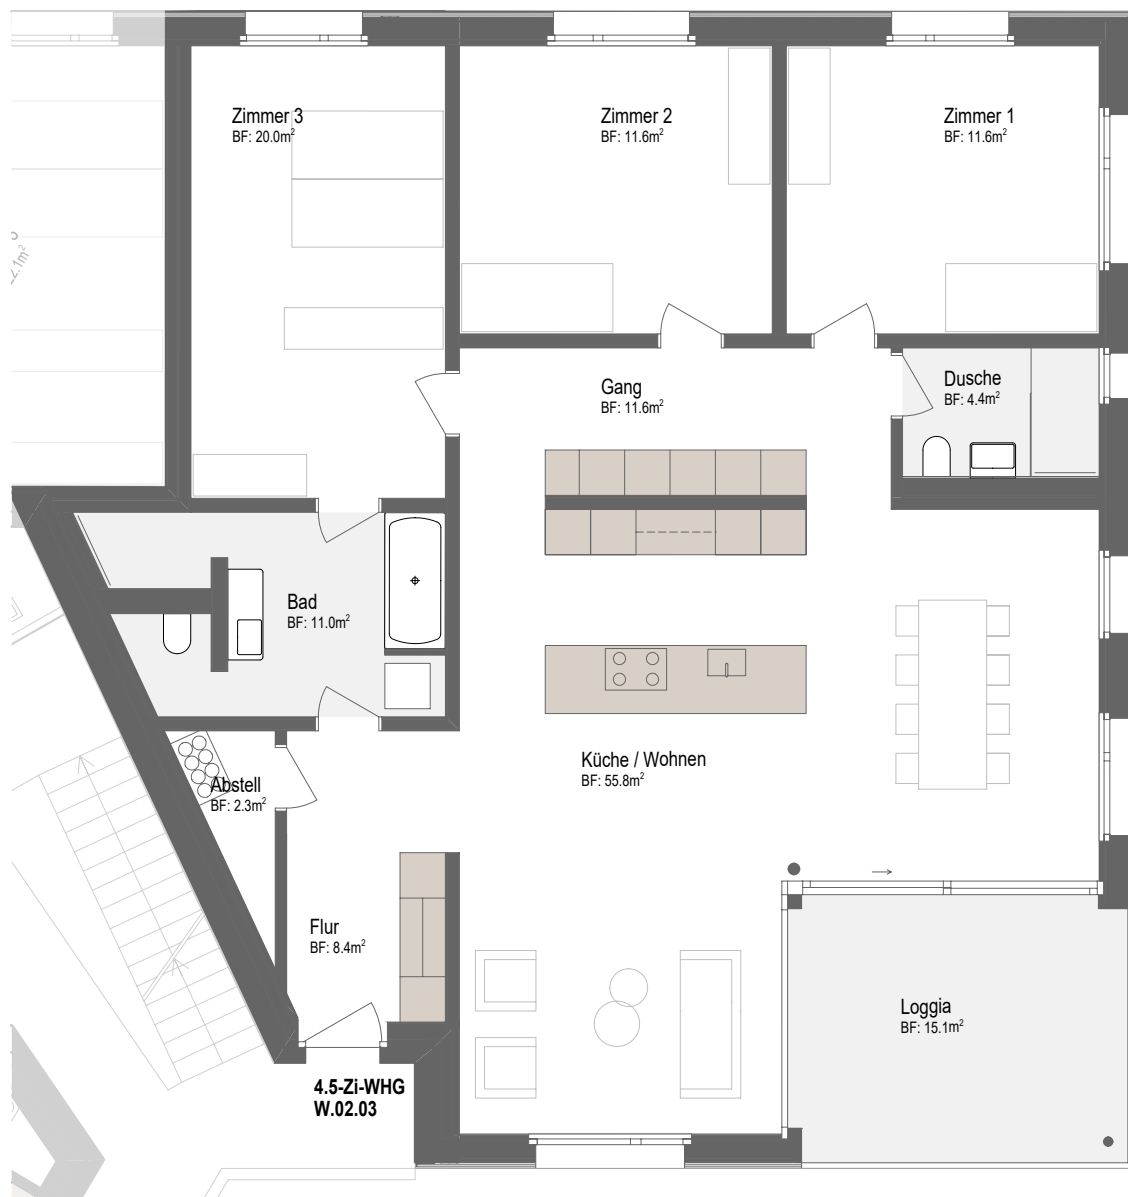 Zimmer 3
BF: 20.0m²
Zimmer 2
BF: 11.6m²
Zimmer 1
BF: 11.6m²
Gang
BF: 11.6m²
Dusche
BF: 4.4m²
Bad
BF: 11.0m²
Küche / Wohnen
BF: 55.8m²
Abstell
BF: 2.3m²
Flur
BF: 8.4m²
Loggia
BF: 15.1m²
4.5-Zi-WHG
W.02.03